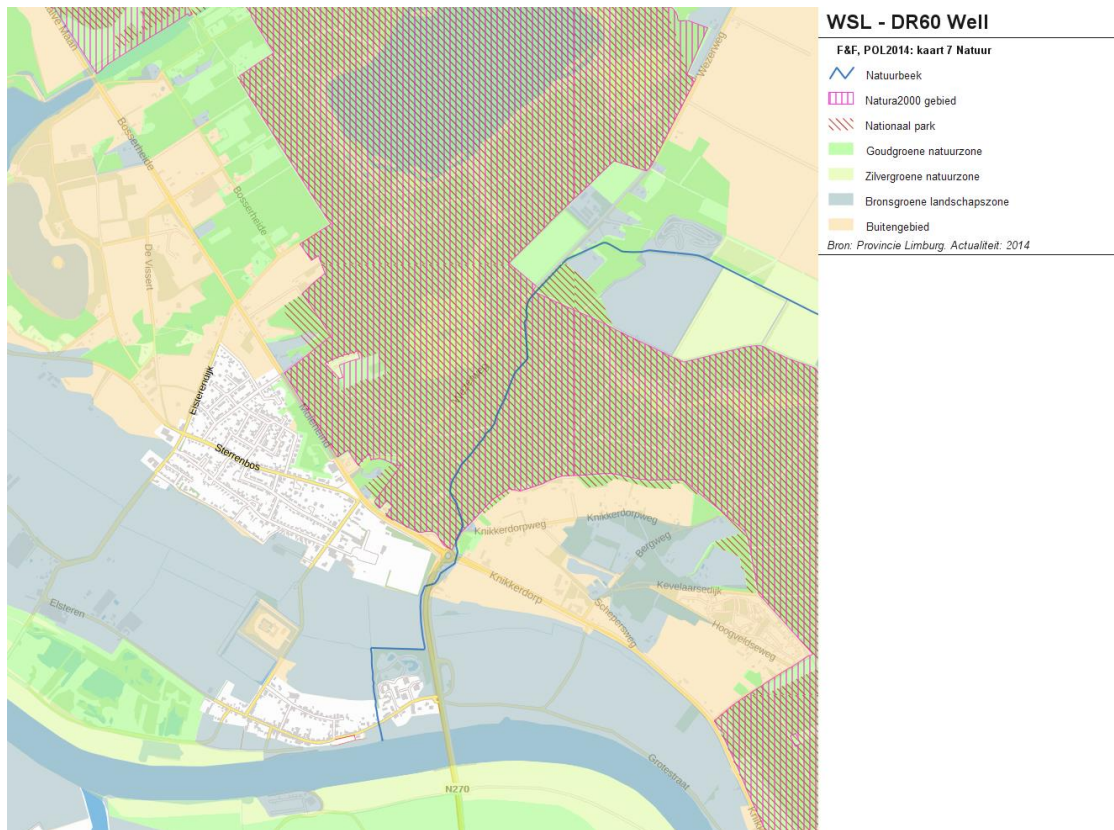 WSL - DR60 Well
F&F, POL2014: kaart 7 Natuur
Natuurbeek
Natura2000 gebied
Nationaal park
Goudgroene natuurzone
Zilvergroene natuurzone
Bronsgroene landschapszone
Buitengebied
Bron: Provincie Limburg. Actualiteit: 2014
Wezerweg
Bosserheide
Bosserheide
De Vissert
Elsterendijk
Sterrenbos
Knikkerdorpweg
Knikkerdorpweg
Bergweg
Kevelaarsedijk
Knikkerdorp
Schepersweg
Hoogveldseweg
Elsteren
Grotestraat
N270